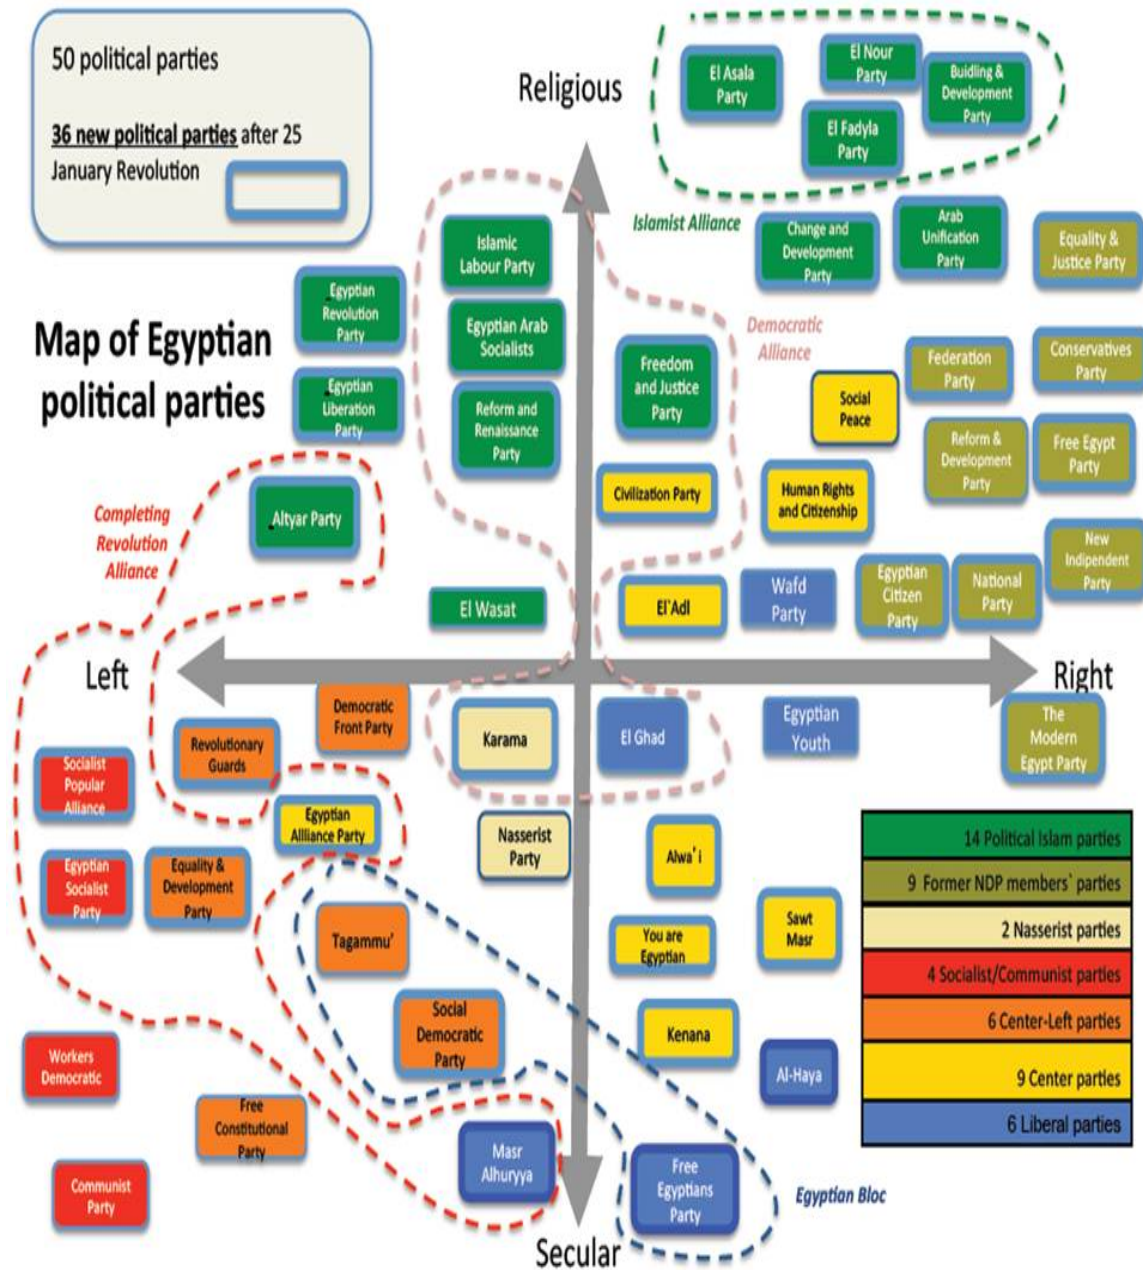 50 political parties
36 new political parties after 25
January Revolution
Map of Egyptian
political parties
Religious
El Asala
Party
El Nour
Party
Buidling &
Development
Party
El Fadyla
Party
Islamist Alliance
Islamic
Labour Party
Change and
Development
Party
Arab
Unification
Party
Equality &
Justice Party
Egyptian
Revolution
Party
Egyptian Arab
Socialists
Democratic
Alliance
Freedom
and Justice
Party
Federation
Party
Conservatives
Party
Egyptian
Liberation
Party
Reform and
Renaissance
Party
Social
Peace
Reform &
Development
Party
Free Egypt
Party
Completing
Revolution
Alliance
Altyar Party
Civilization Party
Human Rights
and Citizenship
New
Indipendent
Party
El Wasat
El`Adl
Wafd
Party
Egyptian
Citizen
Party
National
Party
Left
Right
Democratic
Front Party
Karama
El Ghad
Egyptian
Youth
The
Modern
Egypt Party
Revolutionary
Guards
Socialist
Popular
Alliance
Egyptian
Allliance Party
Nasserist
Party
Alwa'i
Egyptian
Socialist
Party
Equality &
Development
Party
Tagammu'
You are
Egyptian
Sawt
Masr
Social
Democratic
Party
Kenana
Al-Haya
Workers
Democratic
Free
Constitutional
Party
Masr
Alhuryya
Free
Egyptians
Party
Communist
Party
Egyptian Bloc
Secular
14 Political Islam parties
9 Former NDP members` parties
2 Nasserist parties
4 Socialist/Communist parties
6 Center-Left parties
9 Center parties
6 Liberal parties